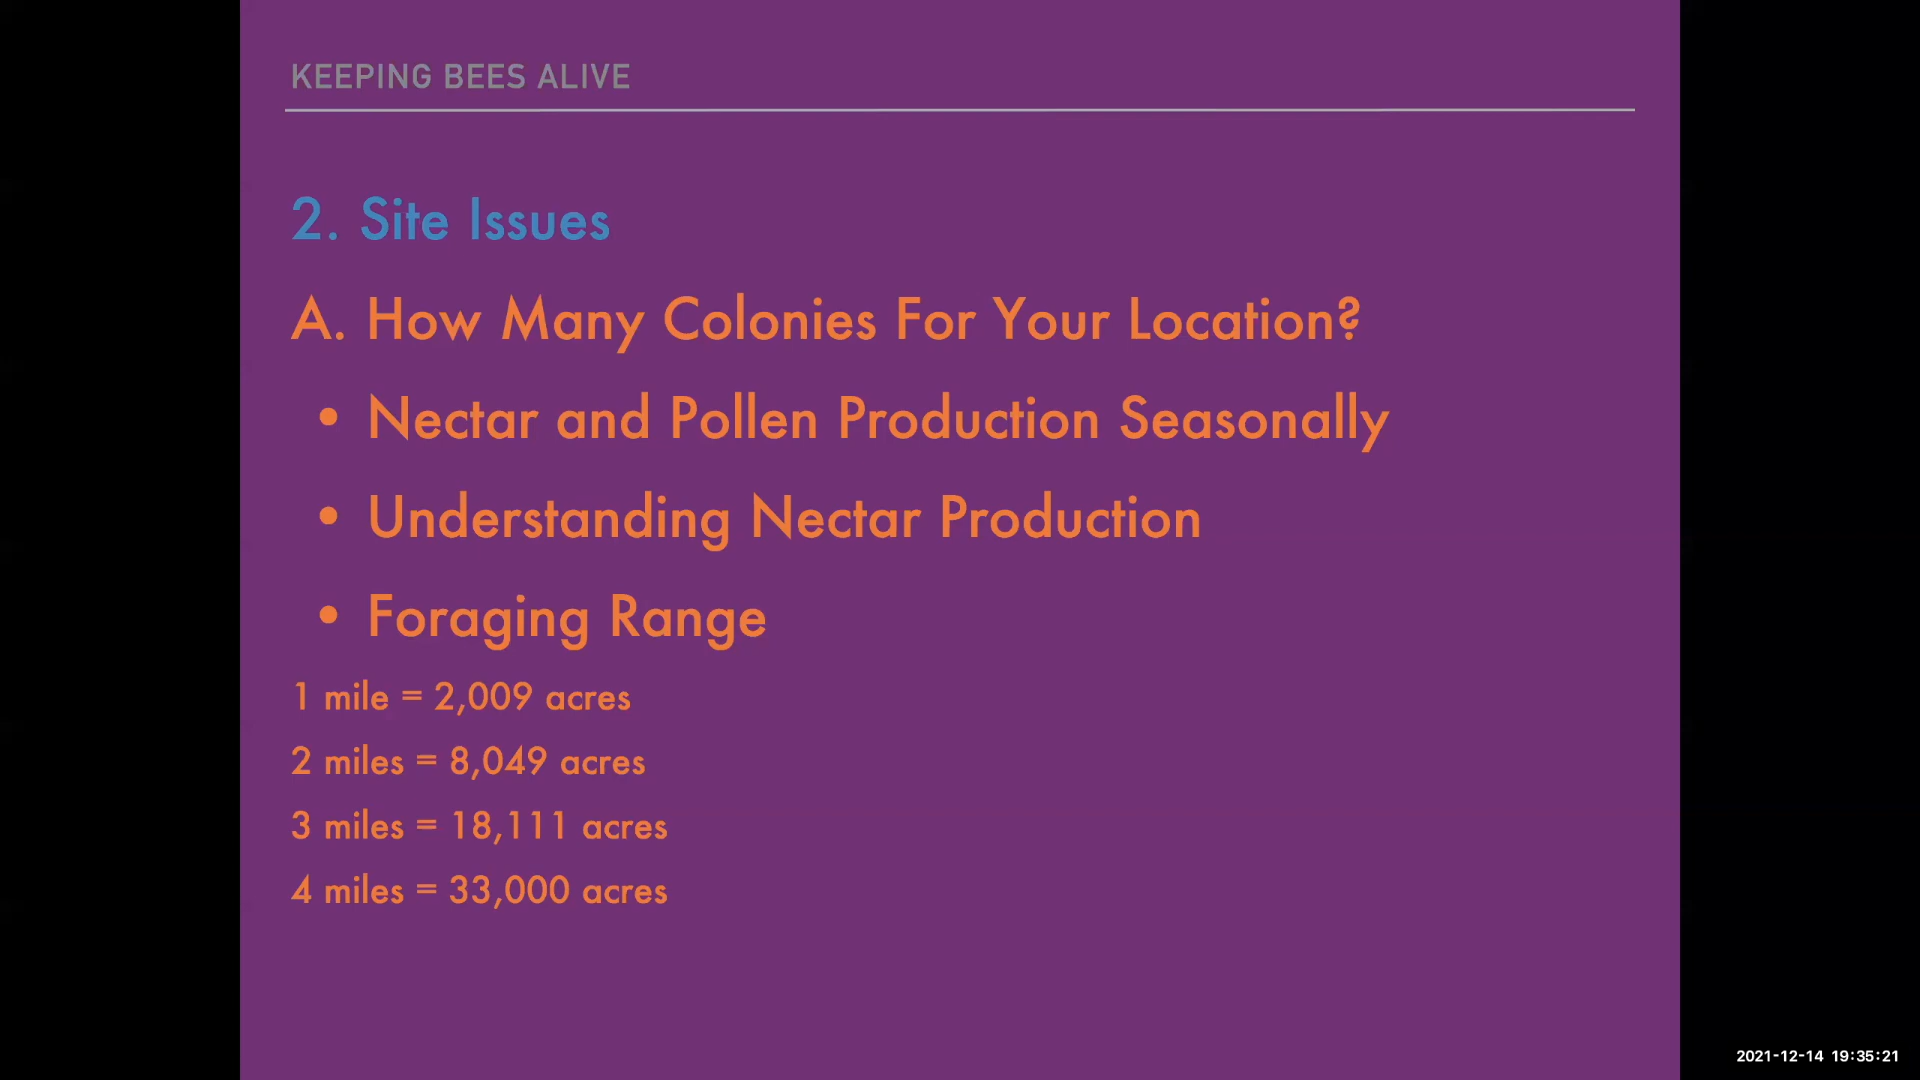 KEEPING BEES ALIVE
2. Site Issues
A. How Many Colonies For Your Location?
• Nectar and Pollen Production Seasonally
• Understanding Nectar Production
• Foraging Range
1 mile = 2,009 acres
2 miles = 8,049 acres
3 miles = 18,111 acres
4 miles = 33,000 acres
2021-12-14 19:35:21